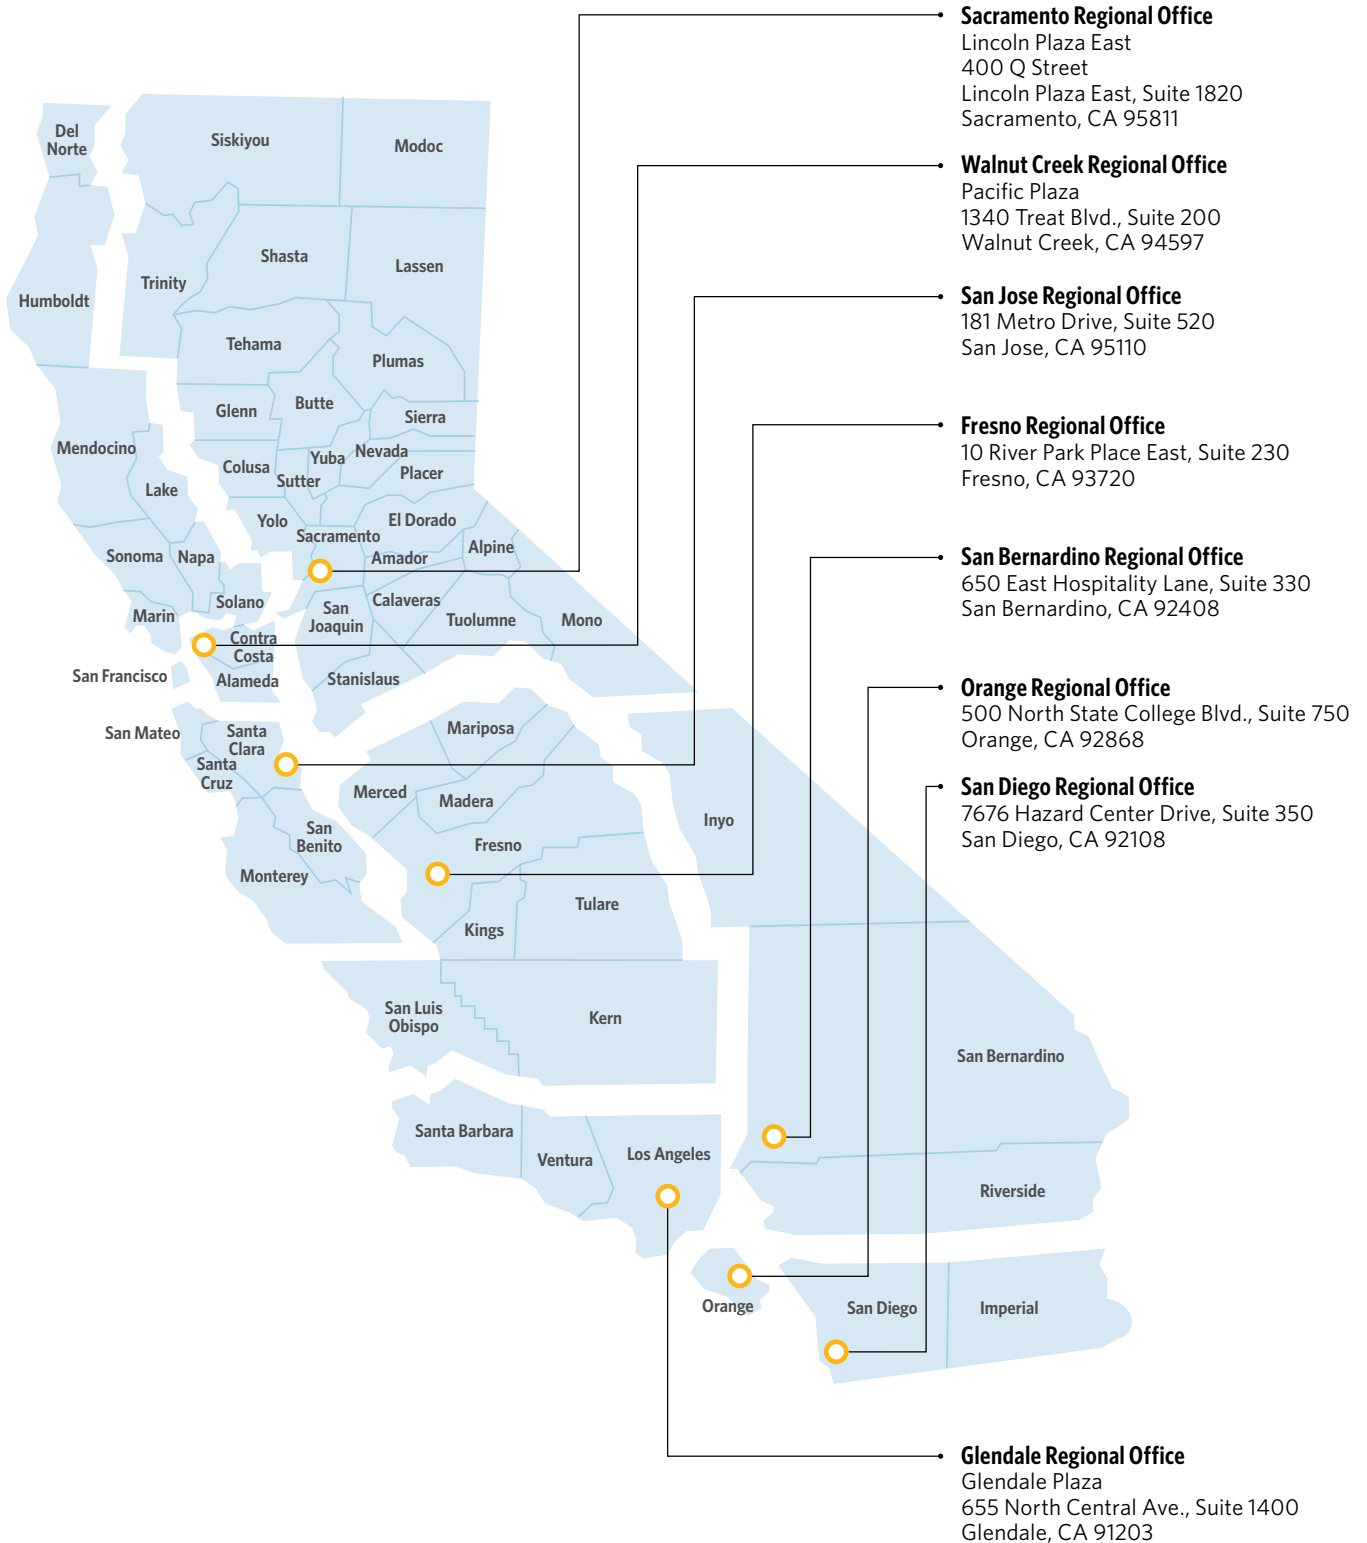 Sacramento Regional Office
Lincoln Plaza East
400 Q Street
Lincoln Plaza East, Suite 1820
Sacramento, CA 95811
Walnut Creek Regional Office
Pacific Plaza
1340 Treat Blvd., Suite 200
Walnut Creek, CA 94597
San Jose Regional Office
181 Metro Drive, Suite 520
San Jose, CA 95110
Fresno Regional Office
10 River Park Place East, Suite 230
Fresno, CA 93720
San Bernardino Regional Office
650 East Hospitality Lane, Suite 330
San Bernardino, CA 92408
Orange Regional Office
500 North State College Blvd., Suite 750
Orange, CA 92868
San Diego Regional Office
7676 Hazard Center Drive, Suite 350
San Diego, CA 92108
Glendale Regional Office
Glendale Plaza
655 North Central Ave., Suite 1400
Glendale, CA 91203
Del
Norte
Siskiyou
Modoc
Humboldt
Trinity
Shasta
Lassen
Tehama
Plumas
Glenn
Butte
Sierra
Mendocino
Lake
Colusa
Sutter
Yuba
Nevada
Placer
Yolo
El Dorado
Sacramento
Amador
Alpine
Sonoma
Napa
Solano
Marin
San
Joaquin
Calaveras
Tuolumne
Mono
Contra
Costa
San Francisco
Alameda
Stanislaus
San Mateo
Santa
Clara
Santa
Cruz
Mariposa
Merced
Madera
San
Benito
Fresno
Inyo
Monterey
Kings
Tulare
San Luis
Obispo
Kern
San Bernardino
Santa Barbara
Ventura
Los Angeles
Riverside
Orange
San Diego
Imperial